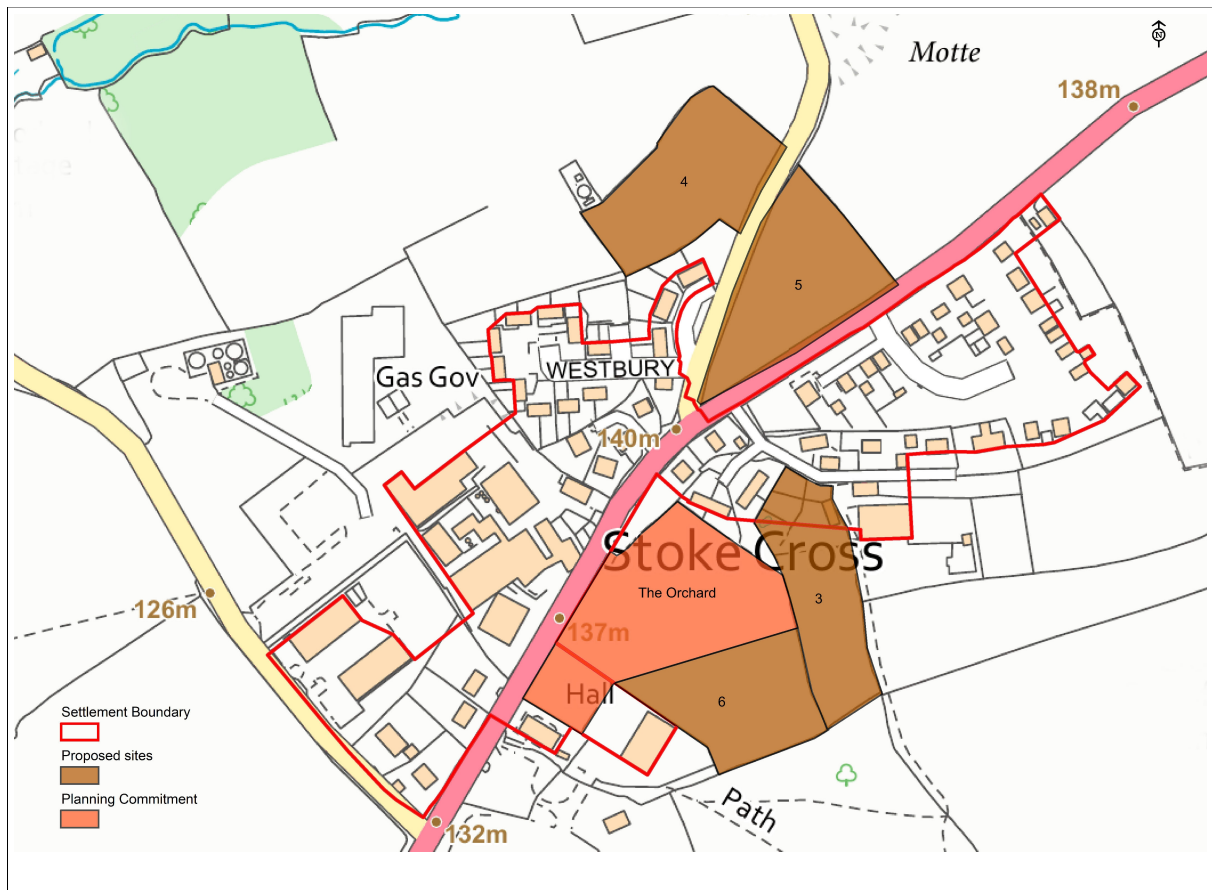 Motte
N
138m
4
5
WESTBURY
Gas Gov
140m
Stoke Cross
The Orchard
3
126m
137m
Hall
6
Settlement Boundary
Proposed sites
Planning Commitment
Path
132m